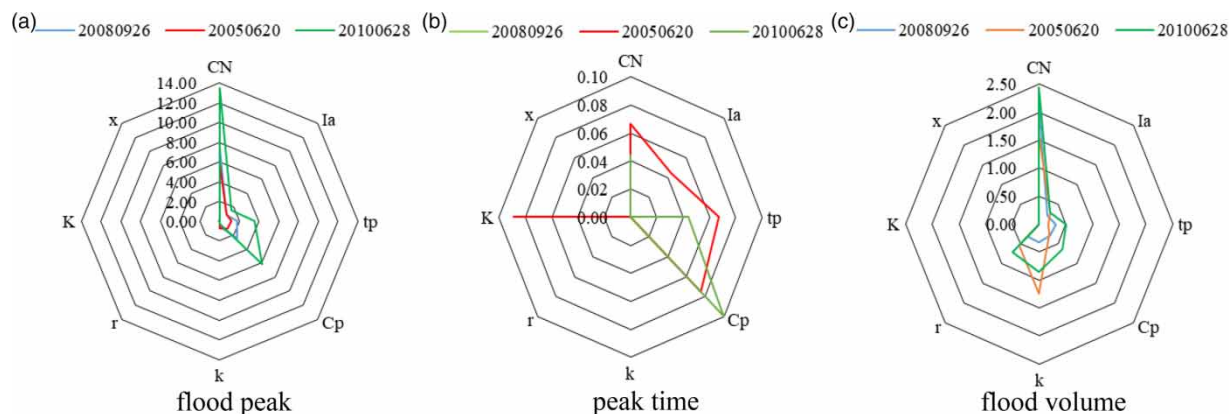 (a)
20080926 20050620 20100628
CN
14.00
12.00
10.00
8.00
6.00
4.00
2.00
0.00
x
Ia
K
tp
r
Cp
k
flood peak
(b)
20080926 20050620 20100628
CN
0.10
0.08
0.06
0.04
0.02
0.00
x
Ia
K
tp
r
Cp
k
peak time
(c)
20080926 20050620 20100628
CN
2.50
2.00
1.50
1.00
0.50
0.00
x
Ia
K
tp
r
Cp
k
flood volume